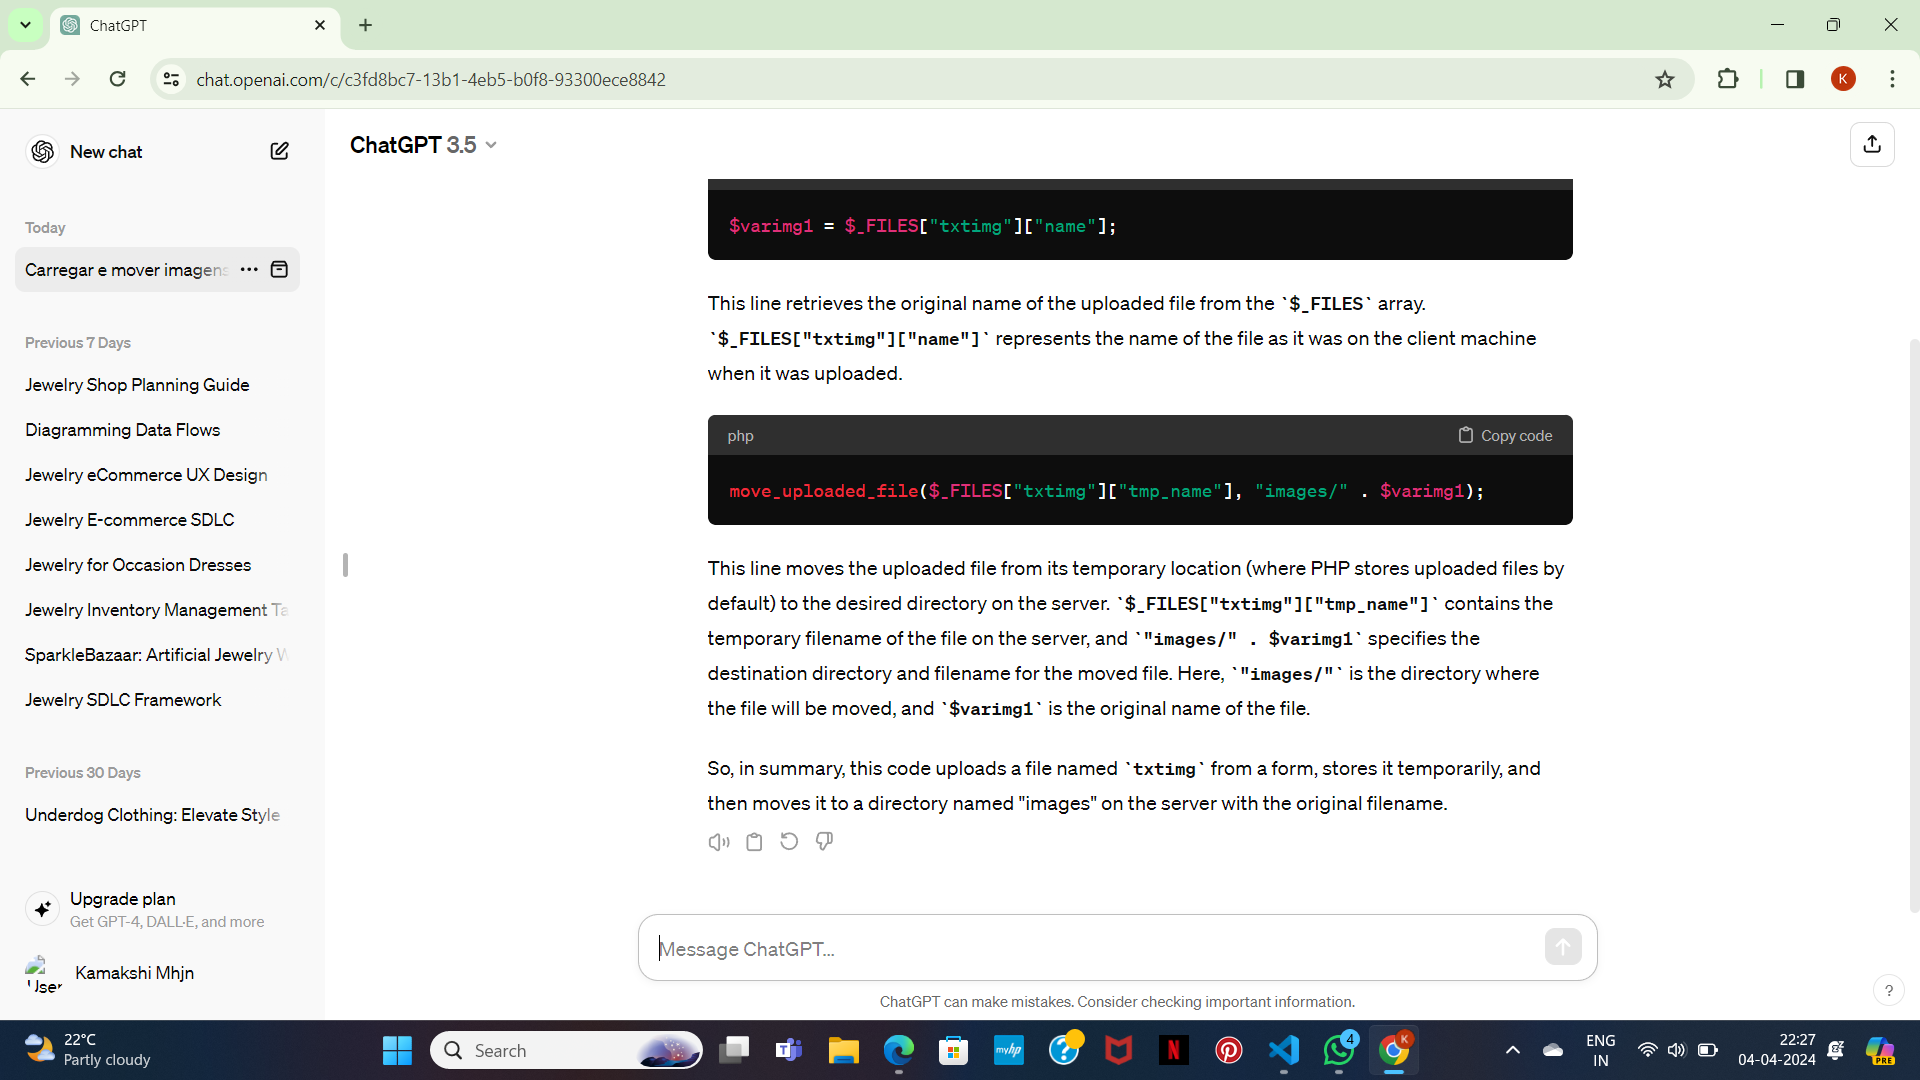 ChatGPT
chat.openai.com/c/c3fd8bc7-13b1-4eb5-b0f8-93300ece8842
K
New chat
Today
Carregar e mover imagens
Previous 7 Days
Jewelry Shop Planning Guide
Diagramming Data Flows
Jewelry eCommerce UX Design
Jewelry E-commerce SDLC
Jewelry for Occasion Dresses
Jewelry Inventory Management Ta
SparkleBazaar: Artificial Jewelry W
Jewelry SDLC Framework
Previous 30 Days
Underdog Clothing: Elevate Style
Upgrade plan
Get GPT-4, DALL·E, and more
User
Kamakshi Mhjn
ChatGPT 3.5
$varimg1 = $_FILES["txtimg"]["name"];
This line retrieves the original name of the uploaded file from the `$_FILES` array.
`$_FILES["txtimg"]["name"]` represents the name of the file as it was on the client machine
when it was uploaded.
php
Copy code
move_uploaded_file($_FILES["txtimg"]["tmp_name"], "images/" . $varimg1);
This line moves the uploaded file from its temporary location (where PHP stores uploaded files by
default) to the desired directory on the server. `$_FILES["txtimg"]["tmp_name"]` contains the
temporary filename of the file on the server, and `"images/" . $varimg1` specifies the
destination directory and filename for the moved file. Here, `"images/"` is the directory where
the file will be moved, and `$varimg1` is the original name of the file.
So, in summary, this code uploads a file named `txtimg` from a form, stores it temporarily, and
then moves it to a directory named "images" on the server with the original filename.
Message ChatGPT...
ChatGPT can make mistakes. Consider checking important information.
?
22°C
Partly cloudy
Search
myhp
N
4
K
ENG
IN
22:27
04-04-2024
PRE